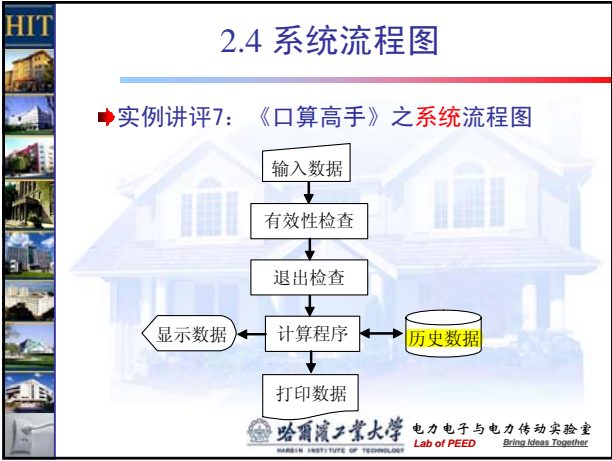 HIT
2.4 系统流程图
实例讲评7：《口算高手》之系统流程图
输入数据
有效性检查
退出检查
显示数据
计算程序
历史数据
打印数据
哈爾濱工業大學
HARBIN INSTITUTE OF TECHNOLOGY
电力电子与电力传动实验室
Lab of PEED Bring Ideas Together